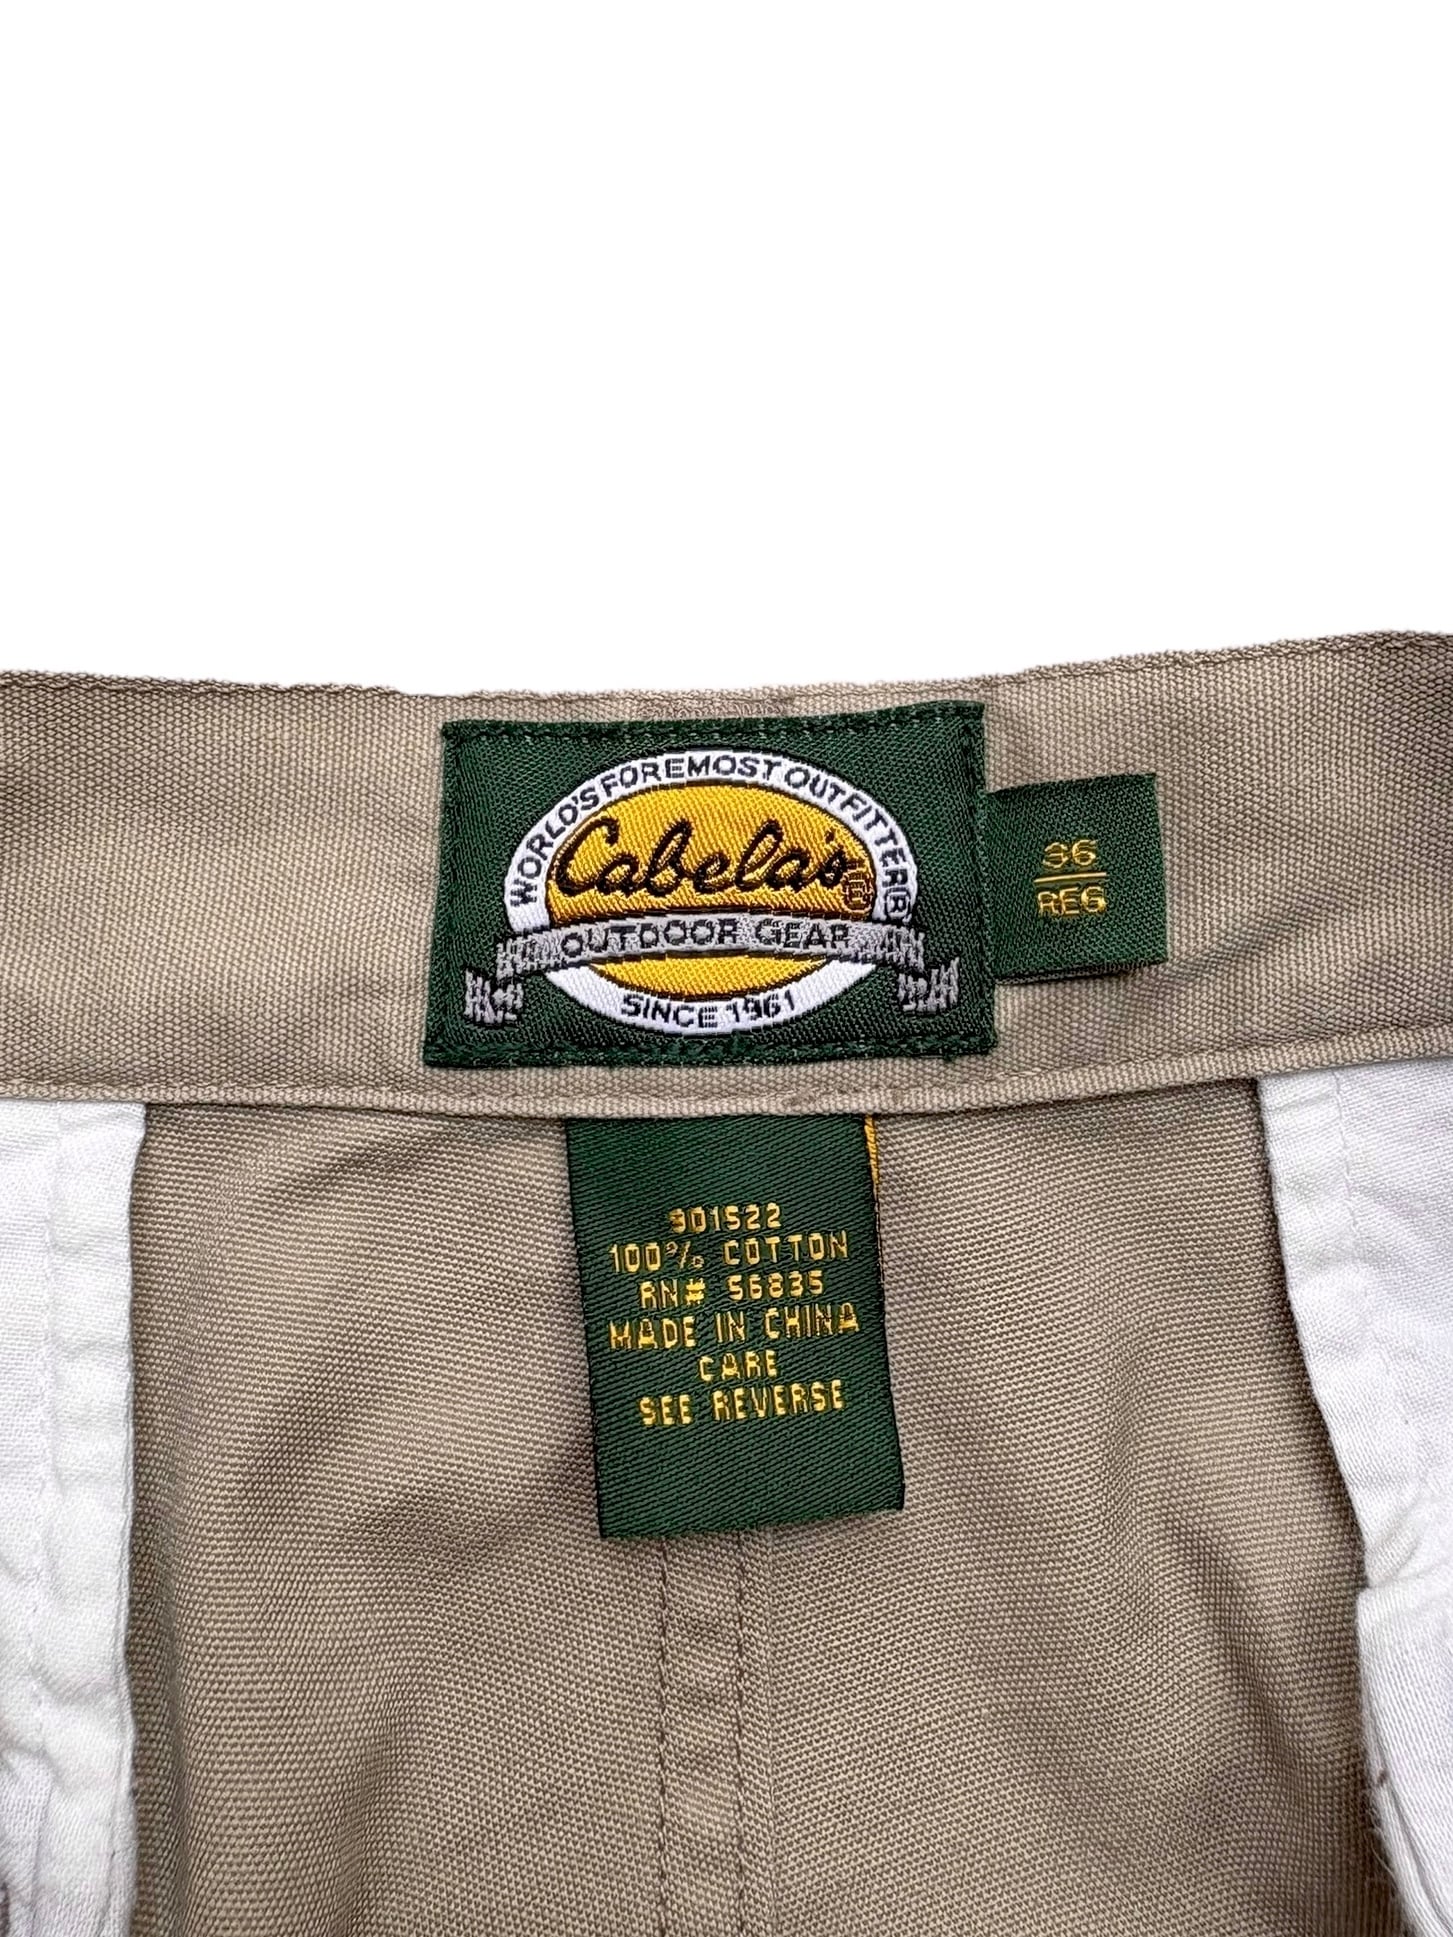 WORLD'S FOREMOST OUTFITTER®
Cabela's
OUTDOOR GEAR
SINCE 1961
36
REG
901522
100% COTTON
RN# 56835
MADE IN CHINA
CARE
SEE REVERSE